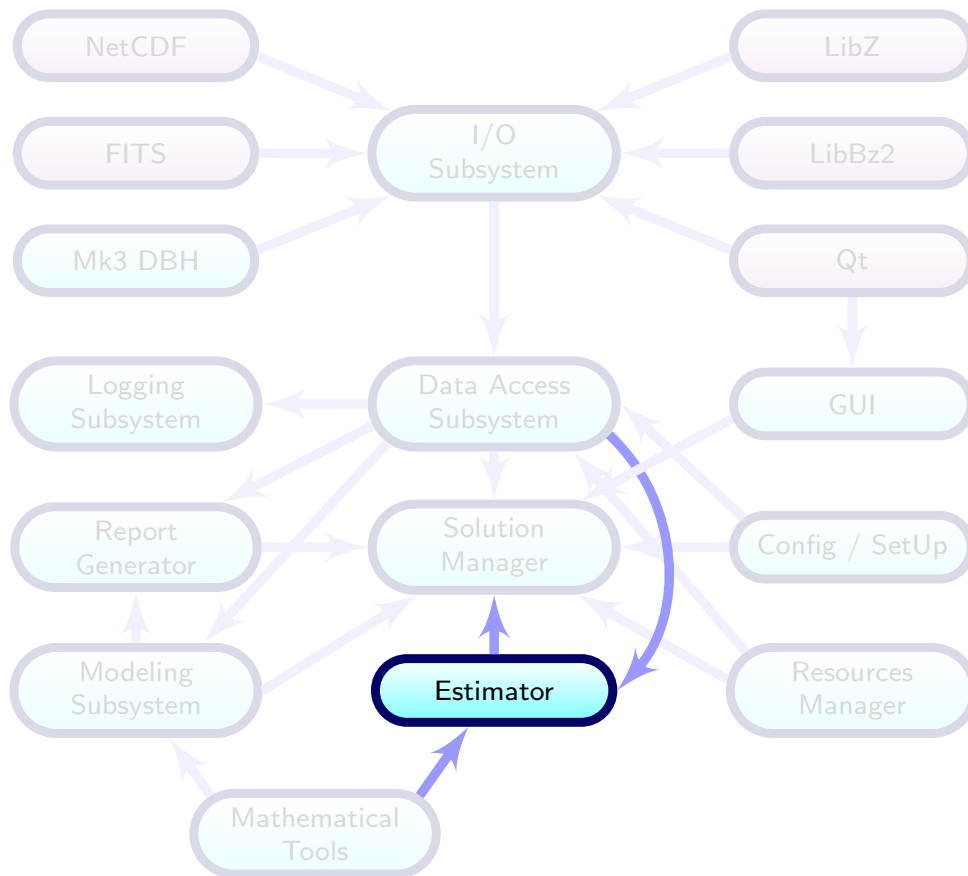 NetCDF
LibZ
I/O
Subsystem
FITS
LibBz2
Mk3 DBH
Qt
Logging
Subsystem
Data Access
Subsystem
GUI
Report
Generator
Solution
Manager
Config / SetUp
Modeling
Subsystem
Estimator
Resources
Manager
Mathematical
Tools